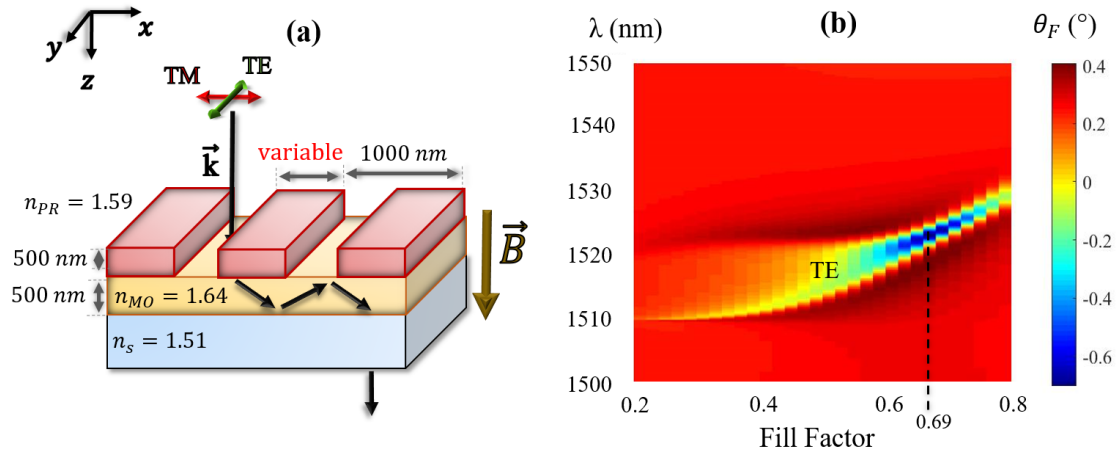 (a)
x
y
z
TM
TE
k
variable
1000 nm
n_PR = 1.59
500 nm
500 nm
n_MO = 1.64
n_s = 1.51
B
λ (nm)
(b)
θ_F (°)
1550
1540
1530
1520
1510
1500
TE
0.2
0.4
0.6
0.69
0.8
Fill Factor
0.4
0.2
0
-0.2
-0.4
-0.6